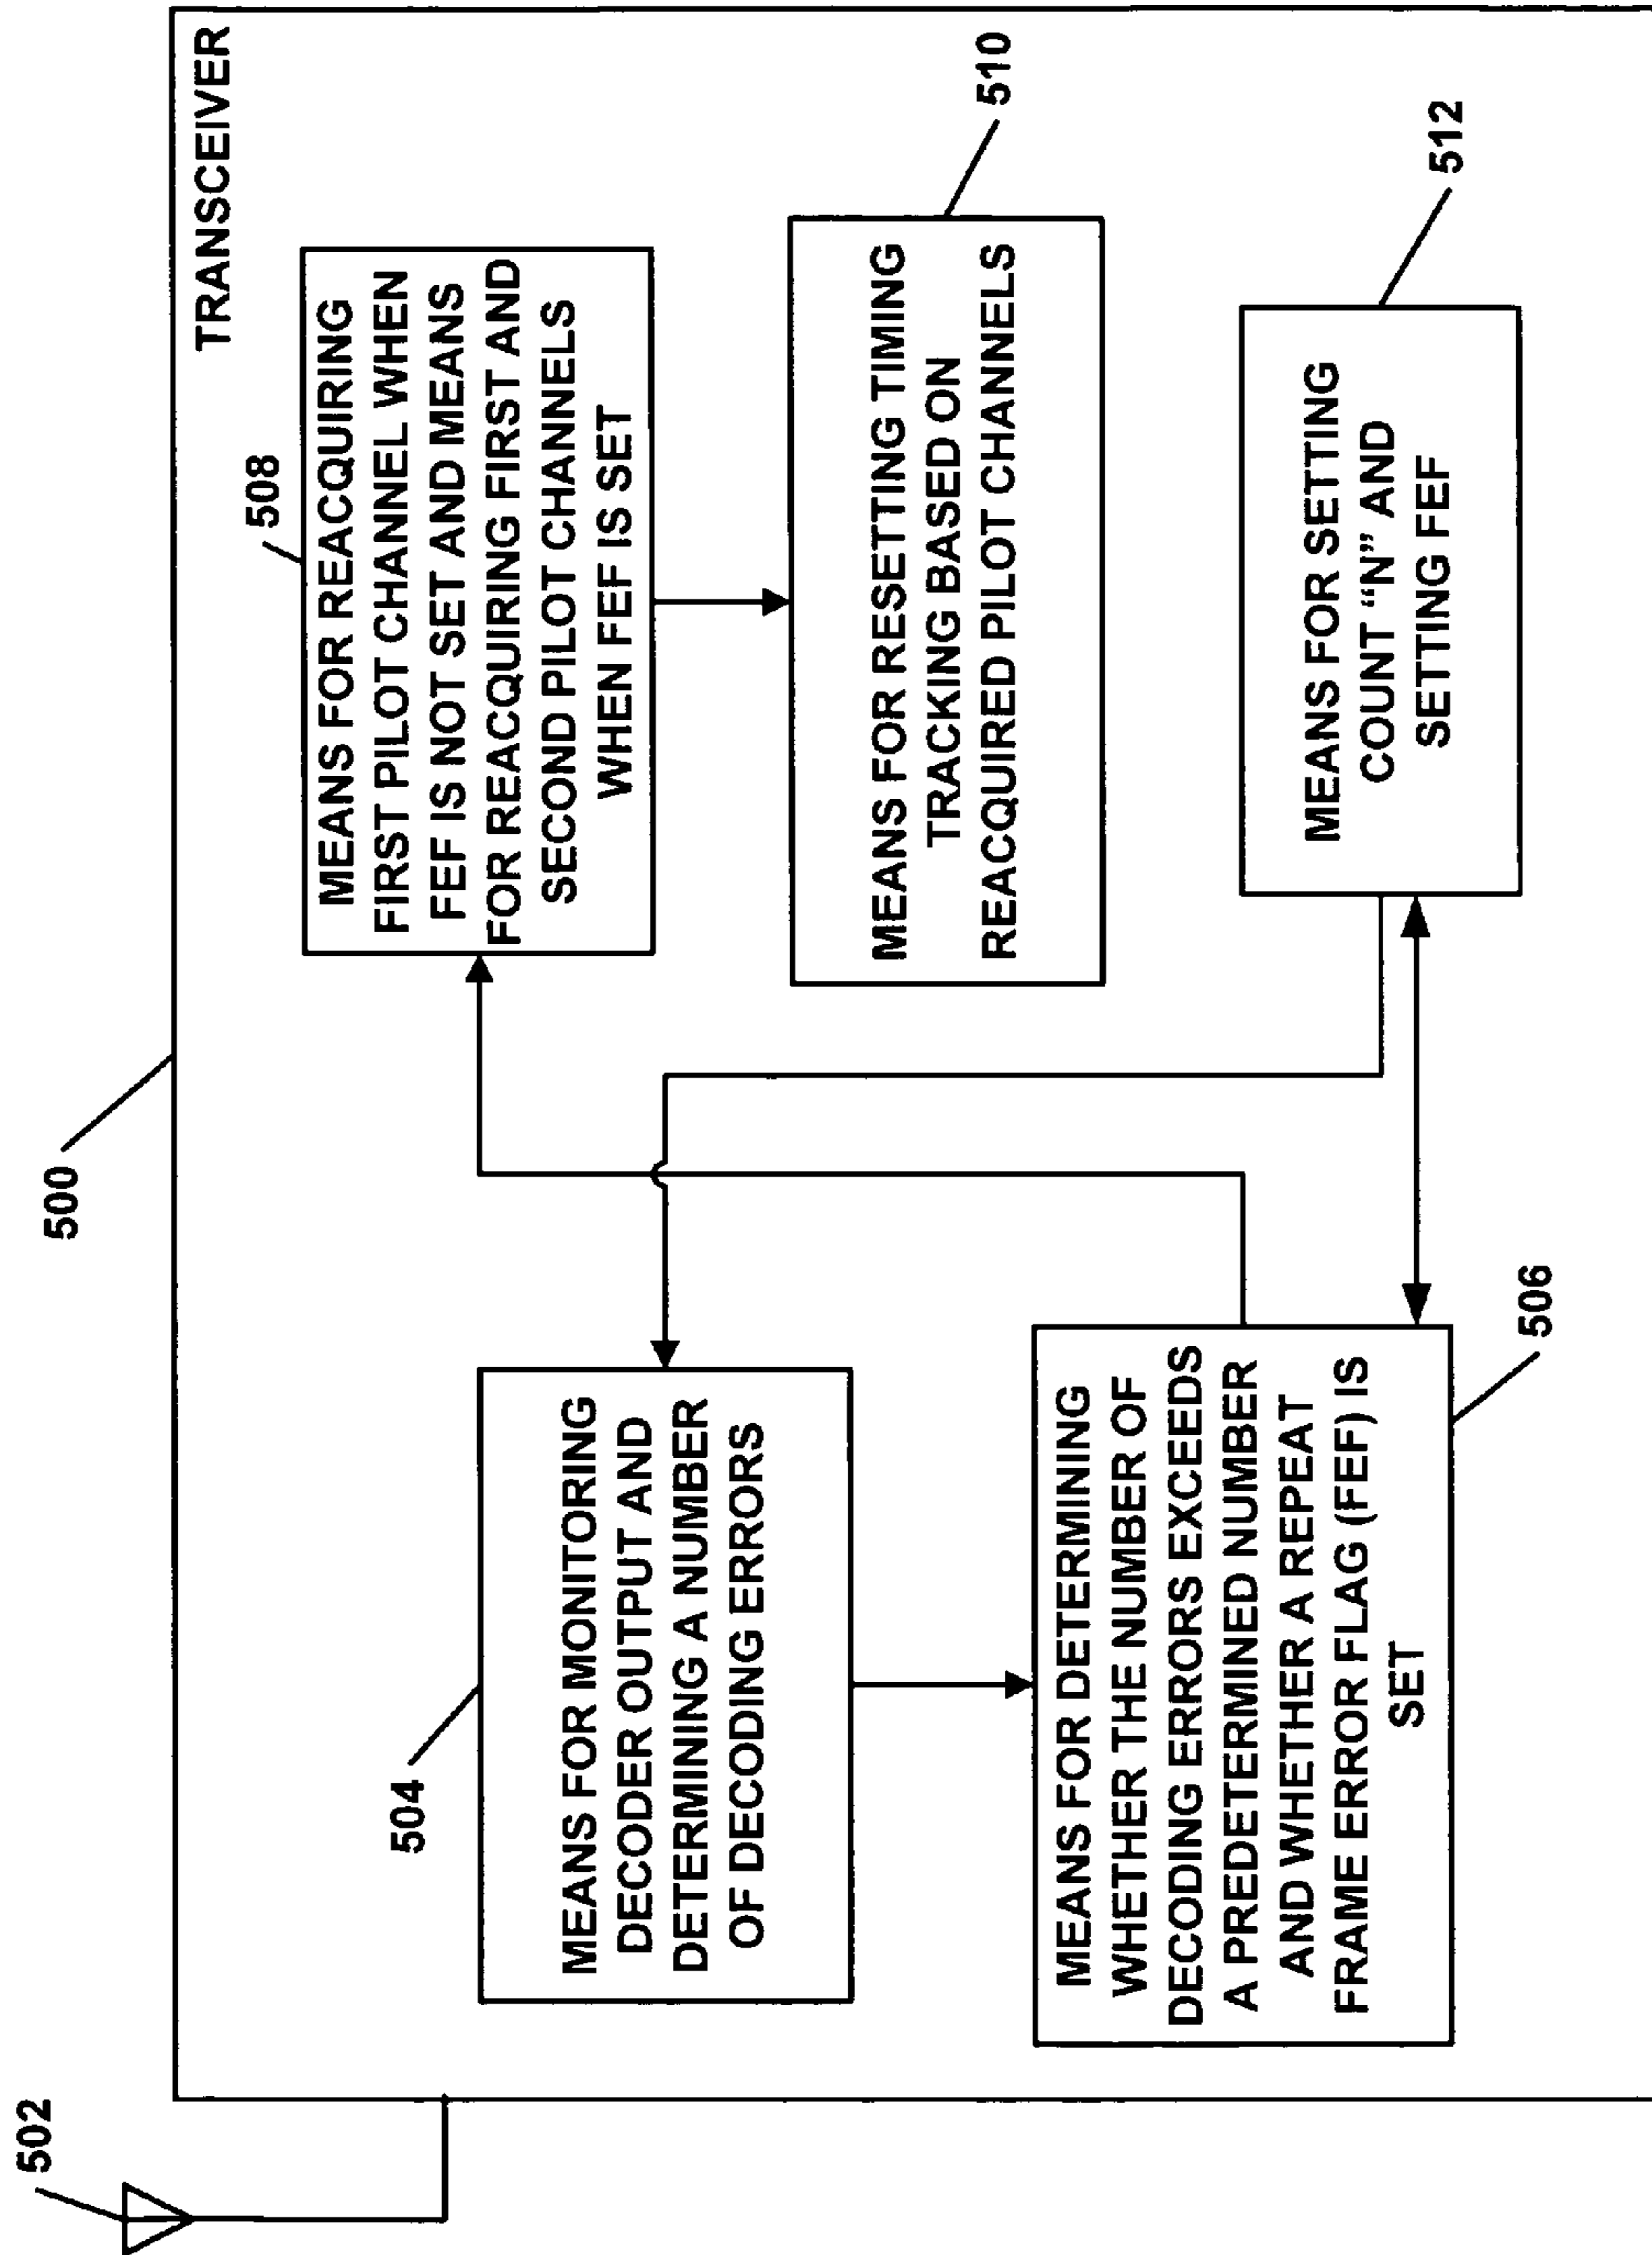 500
502
TRANSCEIVER
504
MEANS FOR MONITORING
DECODER OUTPUT AND
DETERMINING A NUMBER
OF DECODING ERRORS
506
MEANS FOR DETERMINING
WHETHER THE NUMBER OF
DECODING ERRORS EXCEEDS
A PREDETERMINED NUMBER
AND WHETHER A REPEAT
FRAME ERROR FLAG (FEF) IS
SET
508
MEANS FOR REACQUIRING
FIRST PILOT CHANNEL WHEN
FEF IS NOT SET AND MEANS
FOR REACQUIRING FIRST AND
SECOND PILOT CHANNELS
WHEN FEF IS SET
510
MEANS FOR RESETTING TIMING
TRACKING BASED ON
REACQUIRED PILOT CHANNELS
512
MEANS FOR SETTING
COUNT “N” AND
SETTING FEF